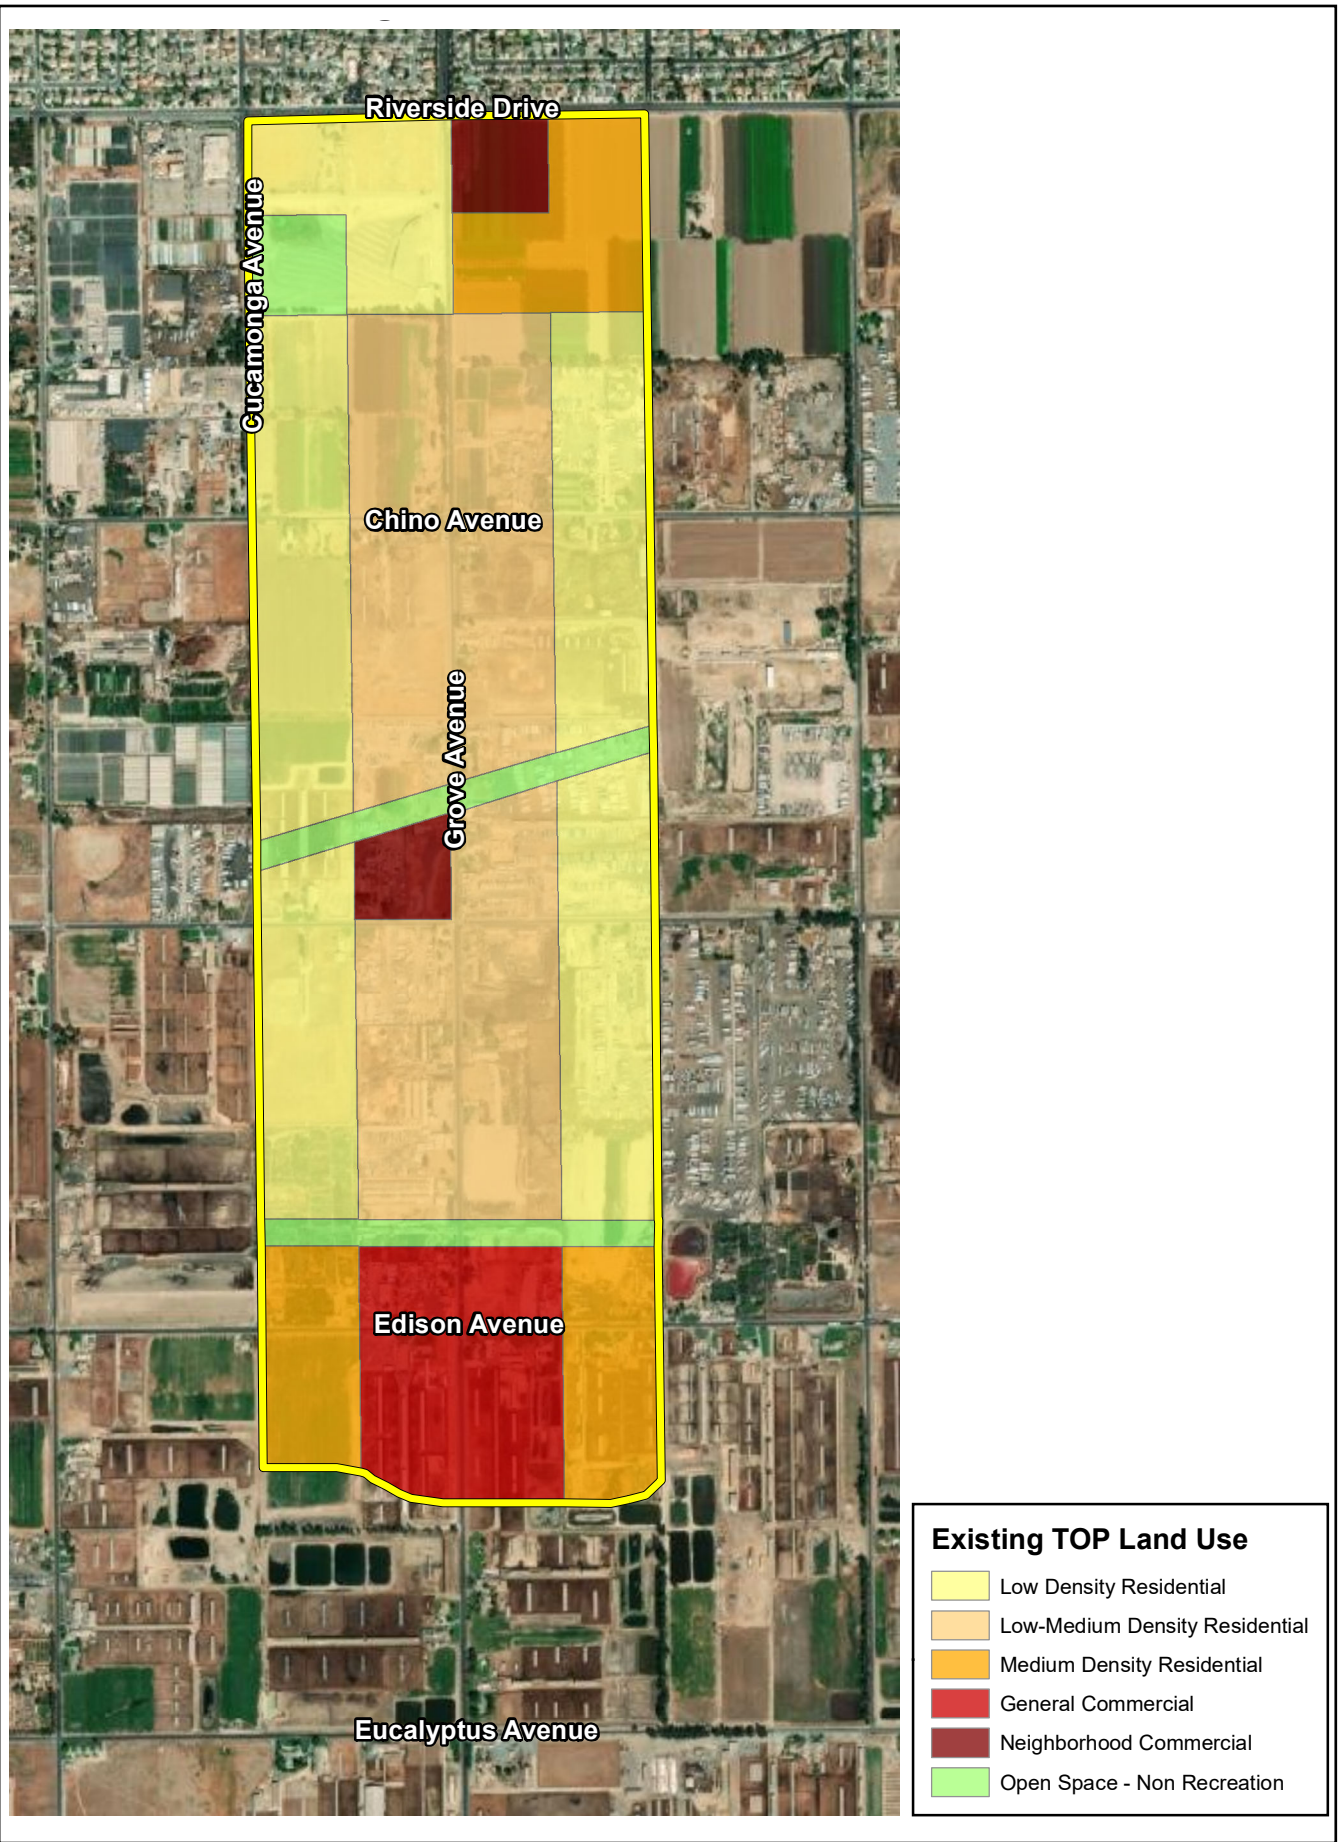 Riverside Drive
Cucamonga Avenue
Chino Avenue
Grove Avenue
Edison Avenue
Eucalyptus Avenue
Existing TOP Land Use
Low Density Residential
Low-Medium Density Residential
Medium Density Residential
General Commercial
Neighborhood Commercial
Open Space - Non Recreation